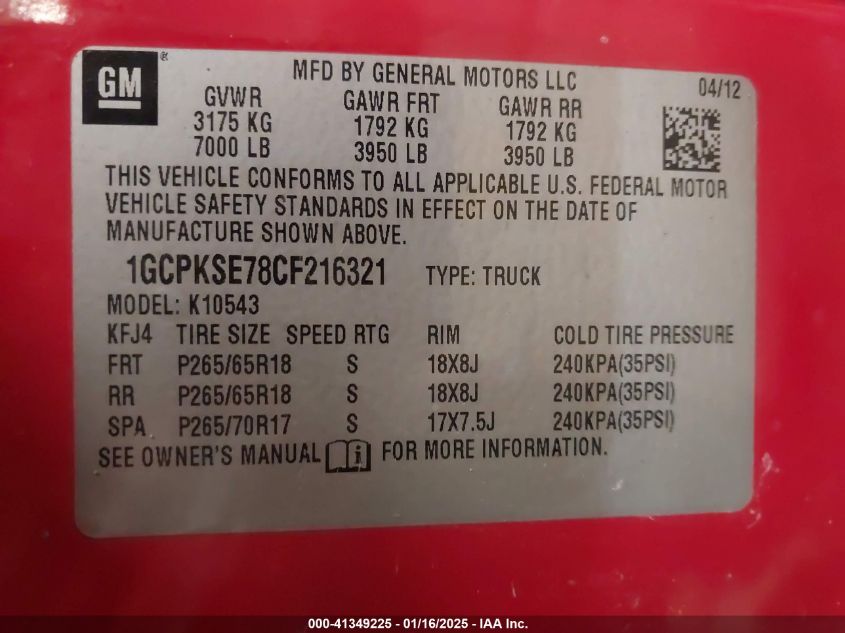 GM®
MFD BY GENERAL MOTORS LLC 04/12
GVWR GAWR FRT GAWR RR
3175 KG 1792 KG 1792 KG
7000 LB 3950 LB 3950 LB
THIS VEHICLE CONFORMS TO ALL APPLICABLE U.S. FEDERAL MOTOR
VEHICLE SAFETY STANDARDS IN EFFECT ON THE DATE OF
MANUFACTURE SHOWN ABOVE.
1GCPKSE78CF216321 TYPE: TRUCK
MODEL: K10543
KFJ4 TIRE SIZE SPEED RTG RIM COLD TIRE PRESSURE
FRT P265/65R18 S 18X8J 240KPA(35PSI)
RR P265/65R18 S 18X8J 240KPA(35PSI)
SPA P265/70R17 S 17X7.5J 240KPA(35PSI)
SEE OWNER'S MANUAL i FOR MORE INFORMATION.
000-41349225 - 01/16/2025 - IAA Inc.